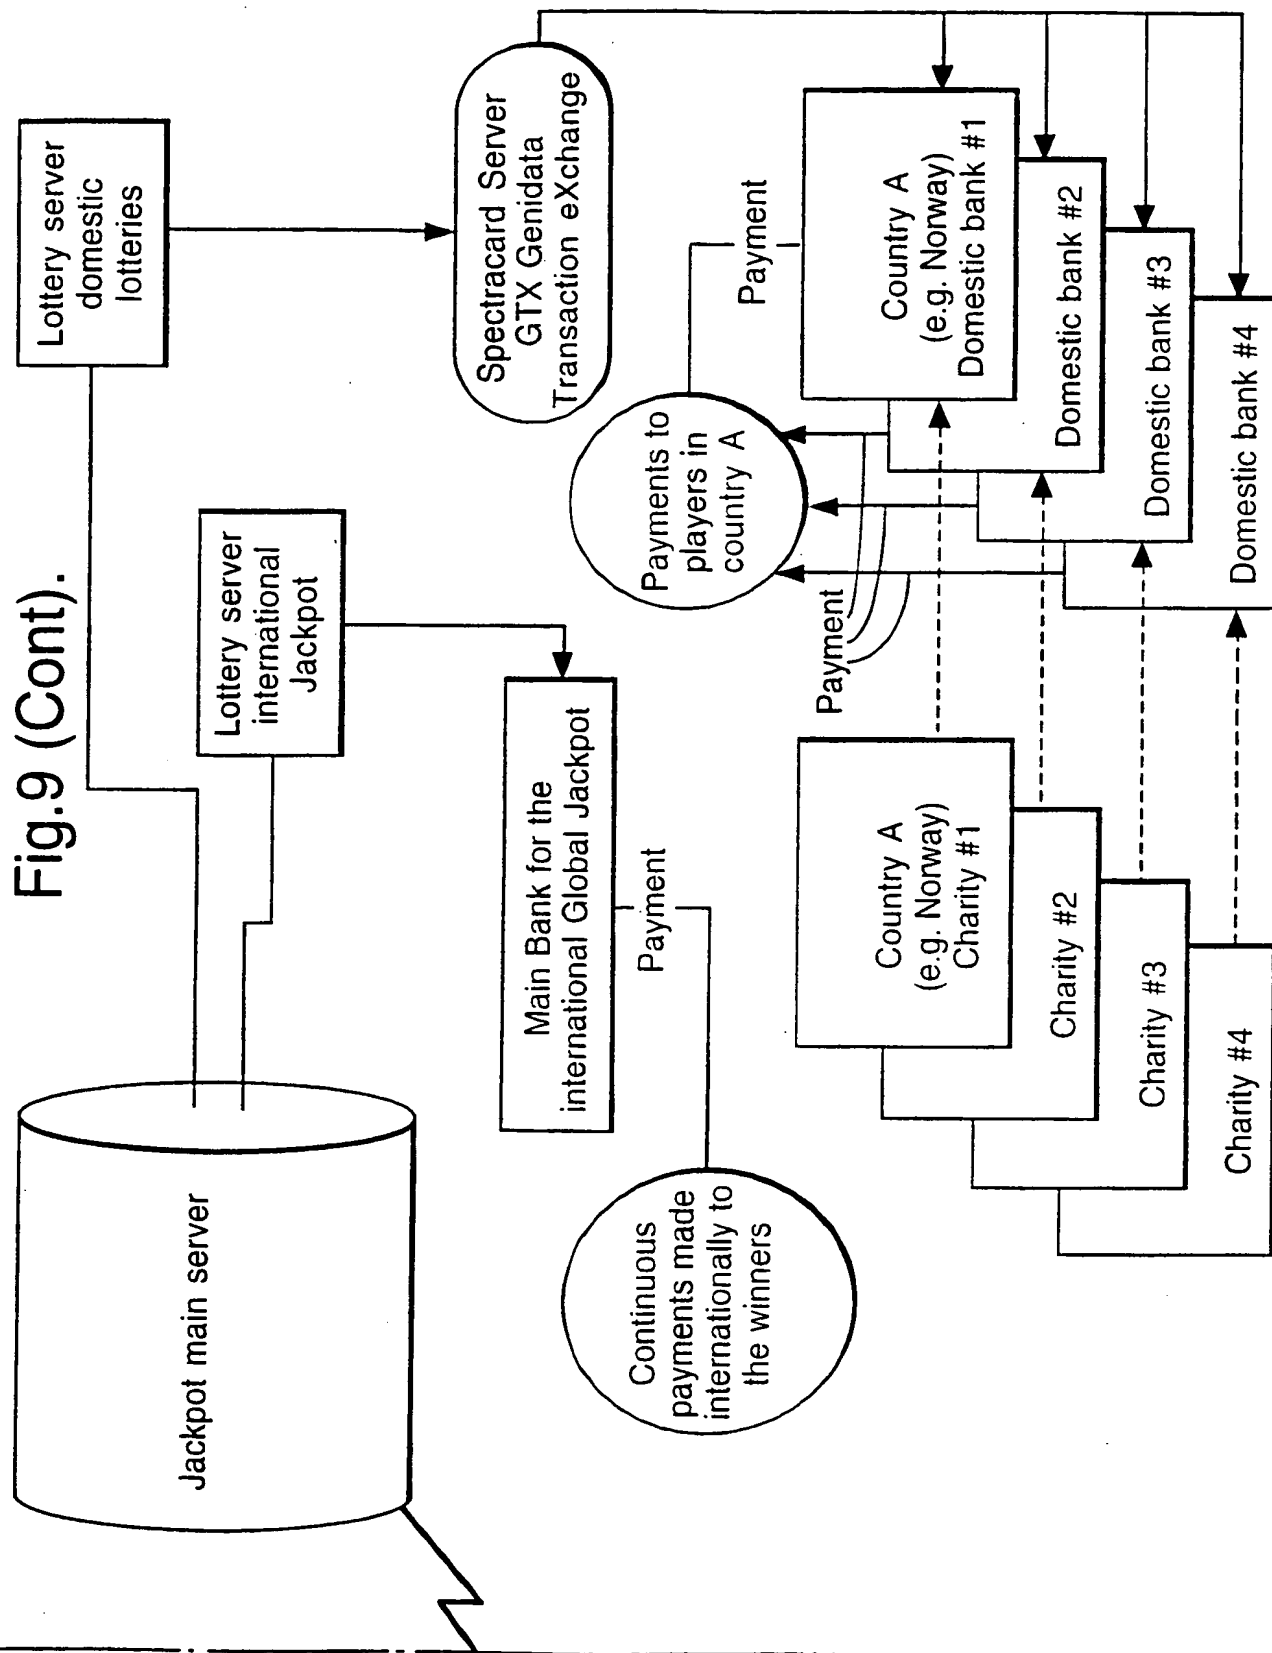 Fig.9 (Cont).
Jackpot main server
Lottery server
domestic
lotteries
Lottery server
international
Jackpot
Spectracard Server
GTX Genidata
Transaction eXchange
Main Bank for the
international Global Jackpot
Payment
Continuous
payments made
internationally to
the winners
Payments to
players in
country A
Payment
Payment
Country A
(e.g. Norway)
Domestic bank #1
Domestic bank #2
Domestic bank #3
Domestic bank #4
Country A
(e.g. Norway)
Charity #1
Charity #2
Charity #3
Charity #4